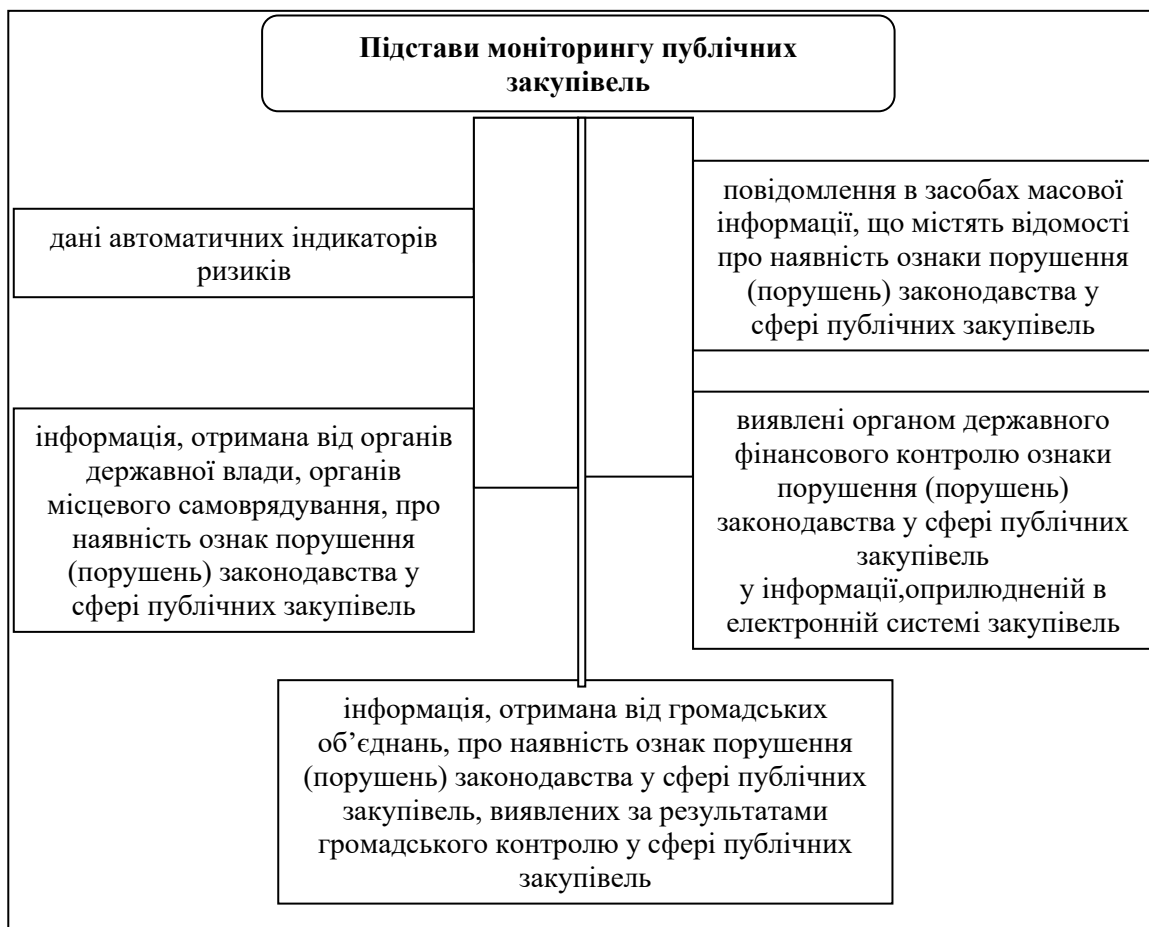 Підстави моніторингу публічних
закупівель
дані автоматичних індикаторів
ризиків
повідомлення в засобах масової
інформації, що містять відомості
про наявність ознаки порушення
(порушень) законодавства у
сфері публічних закупівель
інформація, отримана від органів
державної влади, органів
місцевого самоврядування, про
наявність ознак порушення
(порушень) законодавства у
сфері публічних закупівель
виявлені органом державного
фінансового контролю ознаки
порушення (порушень)
законодавства у сфері публічних
закупівель
у інформації,оприлюдненій в
електронній системі закупівель
інформація, отримана від громадських
об’єднань, про наявність ознак порушення
(порушень) законодавства у сфері публічних
закупівель, виявлених за результатами
громадського контролю у сфері публічних
закупівель